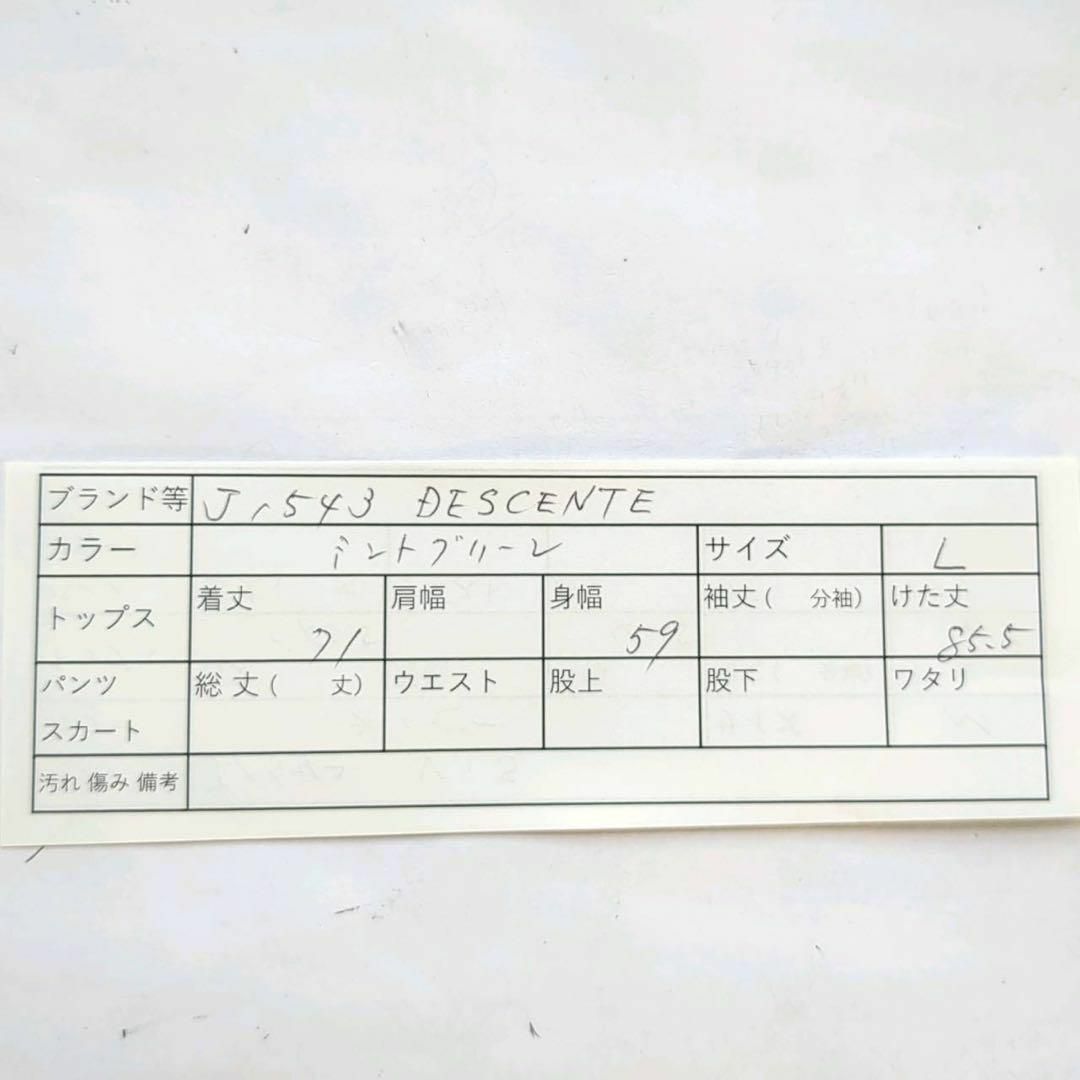 ブランド等 J,543 DESCENTE
カラー ミントグリーン サイズ L
トップス 着丈 71 肩幅 身幅 59 袖丈( 分袖) けた丈 85.5
パンツ スカート 総丈( 丈) ウエスト 股上 股下 ワタリ
汚れ 傷み 備考